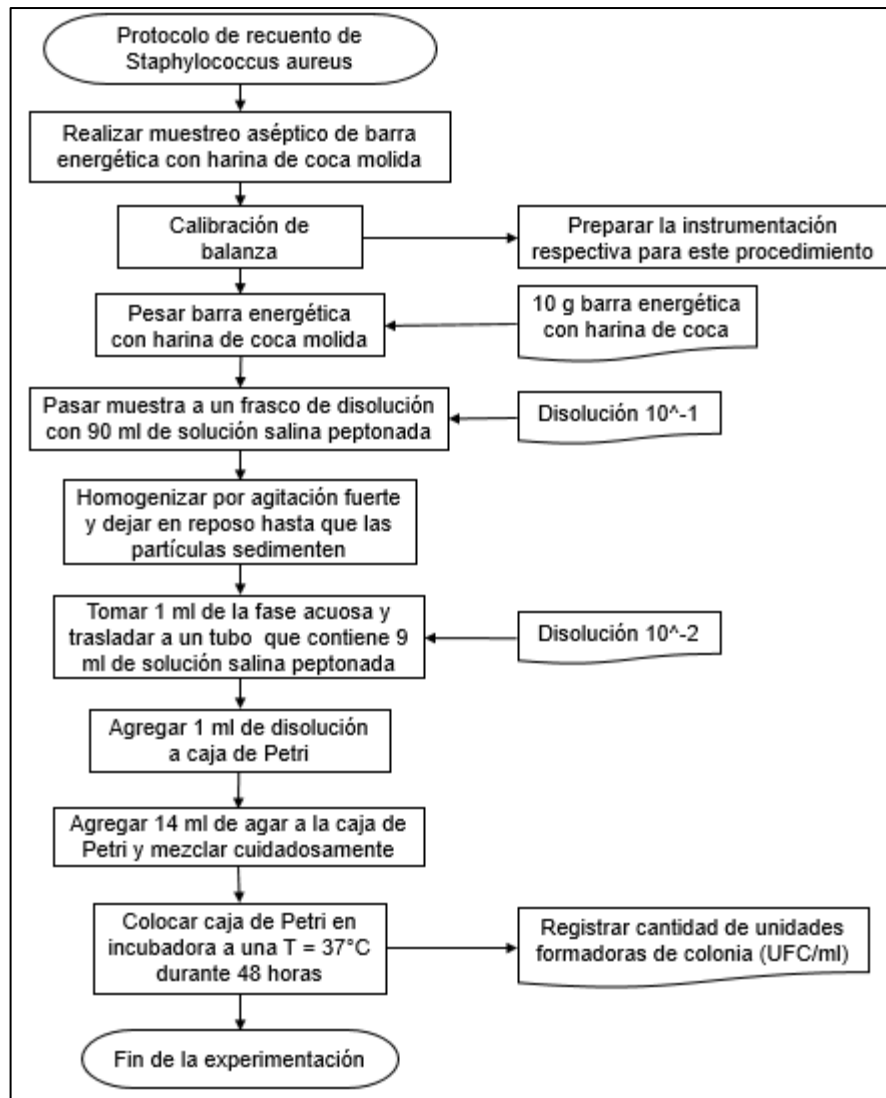 Protocolo de recuento de
Staphylococcus aureus
Realizar muestreo aséptico de barra
energética con harina de coca molida
Calibración de
balanza
Preparar la instrumentación
respectiva para este procedimiento
Pesar barra energética
con harina de coca molida
10 g barra energética
con harina de coca
Pasar muestra a un frasco de disolución
con 90 ml de solución salina peptonada
Disolución 10^-1
Homogenizar por agitación fuerte
y dejar en reposo hasta que las
partículas sedimenten
Tomar 1 ml de la fase acuosa y
trasladar a un tubo que contiene 9
ml de solución salina peptonada
Disolución 10^-2
Agregar 1 ml de disolución
a caja de Petri
Agregar 14 ml de agar a la caja de
Petri y mezclar cuidadosamente
Colocar caja de Petri en
incubadora a una T = 37°C
durante 48 horas
Registrar cantidad de unidades
formadoras de colonia (UFC/ml)
Fin de la experimentación